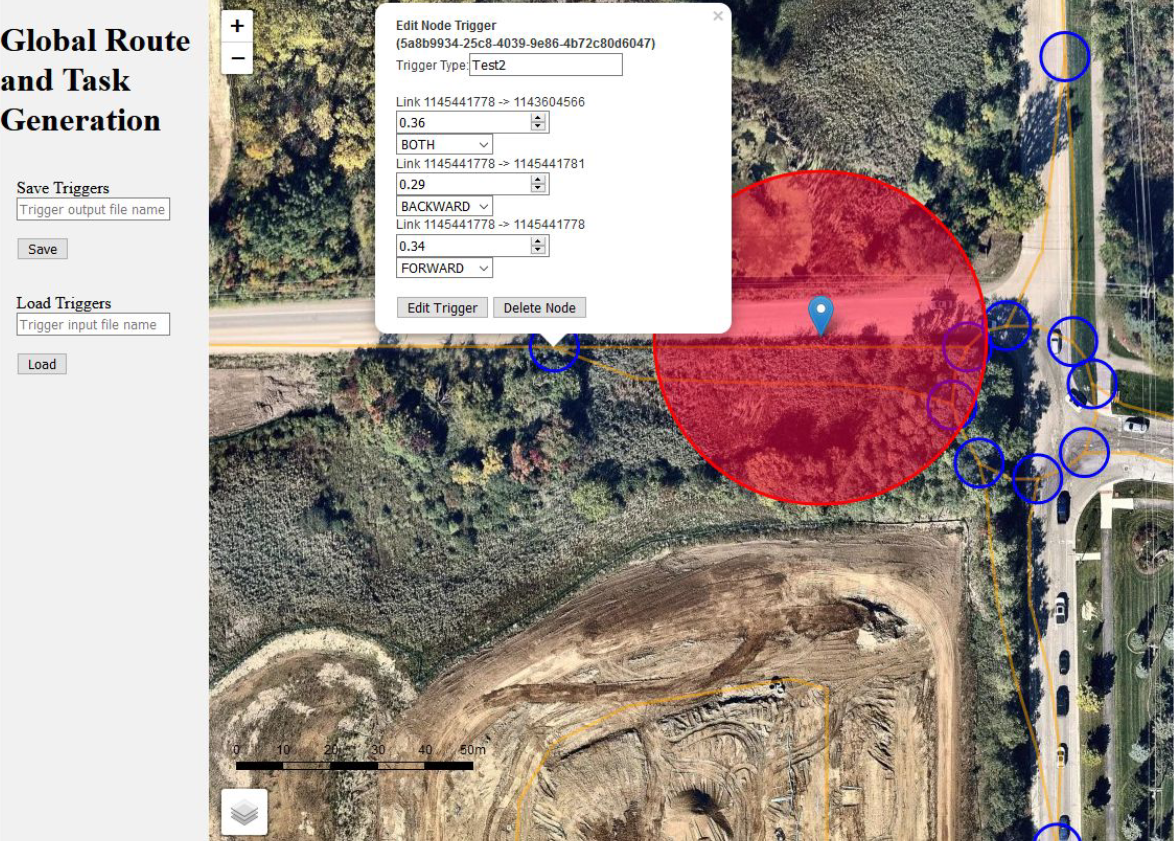 Global Route
and Task
Generation
Save Triggers
Trigger output file name
Save
Load Triggers
Trigger input file name
Load
+
−
×
Edit Node Trigger
(5a8b9934-25c8-4039-9e86-4b72c80d6047)
Trigger Type: Test2
Link 1145441778 -> 1143604566
0.36
BOTH
Link 1145441778 -> 1145441781
0.29
BACKWARD
Link 1145441778 -> 1145441778
0.34
FORWARD
Edit Trigger Delete Node
0 10 20 30 40 50m